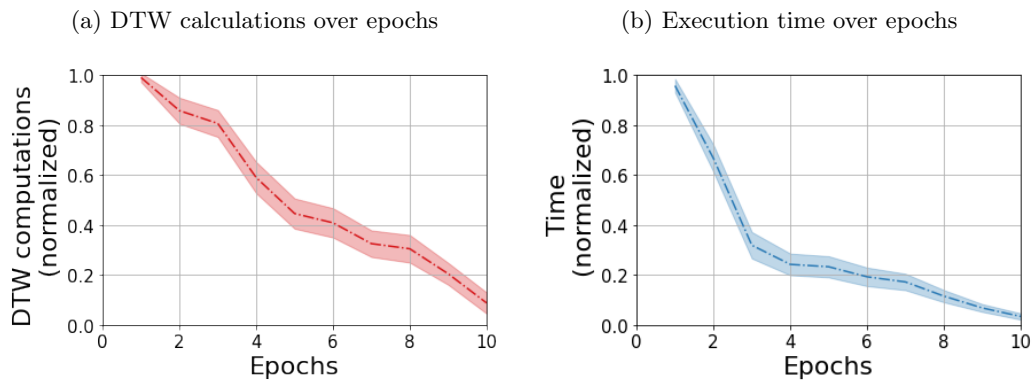 (a) DTW calculations over epochs
DTW computations
(normalized)
1.0
0.8
0.6
0.4
0.2
0.0
0 2 4 6 8 10
Epochs
(b) Execution time over epochs
Time
(normalized)
1.0
0.8
0.6
0.4
0.2
0.0
0 2 4 6 8 10
Epochs